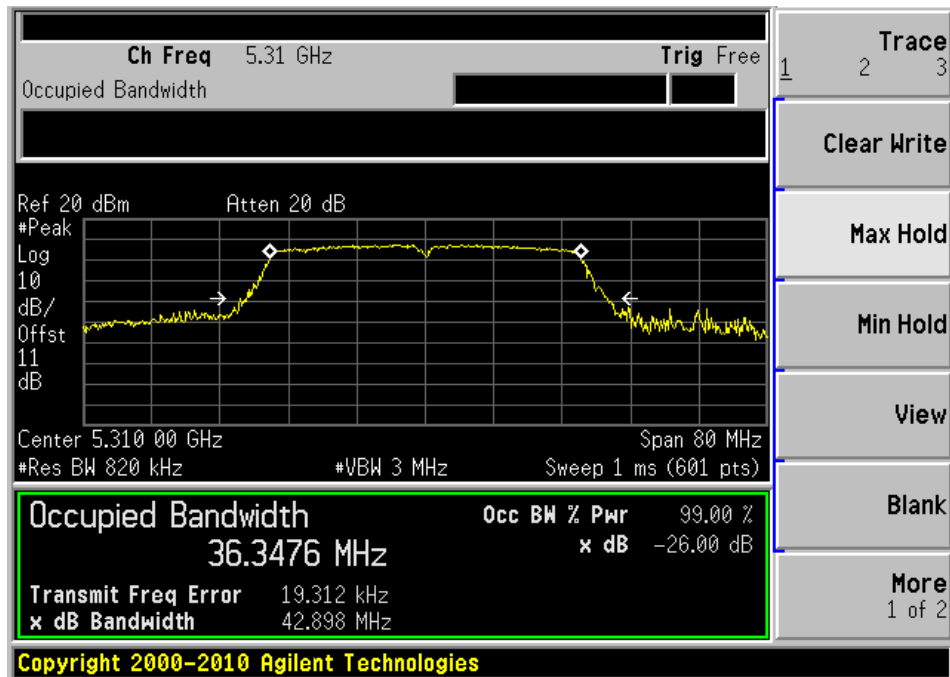 Ch Freq 5.31 GHz Trig Free
Occupied Bandwidth
Ref 20 dBm Atten 20 dB
#Peak
Log
10
dB/
Offst
11
dB
Center 5.310 00 GHz Span 80 MHz
#Res BW 820 kHz #VBW 3 MHz Sweep 1 ms (601 pts)
Occupied Bandwidth Occ BW % Pwr 99.00 %
36.3476 MHz x dB -26.00 dB
Transmit Freq Error 19.312 kHz
x dB Bandwidth 42.898 MHz
Copyright 2000-2010 Agilent Technologies
Trace
1 2 3
Clear Write
Max Hold
Min Hold
View
Blank
More
1 of 2